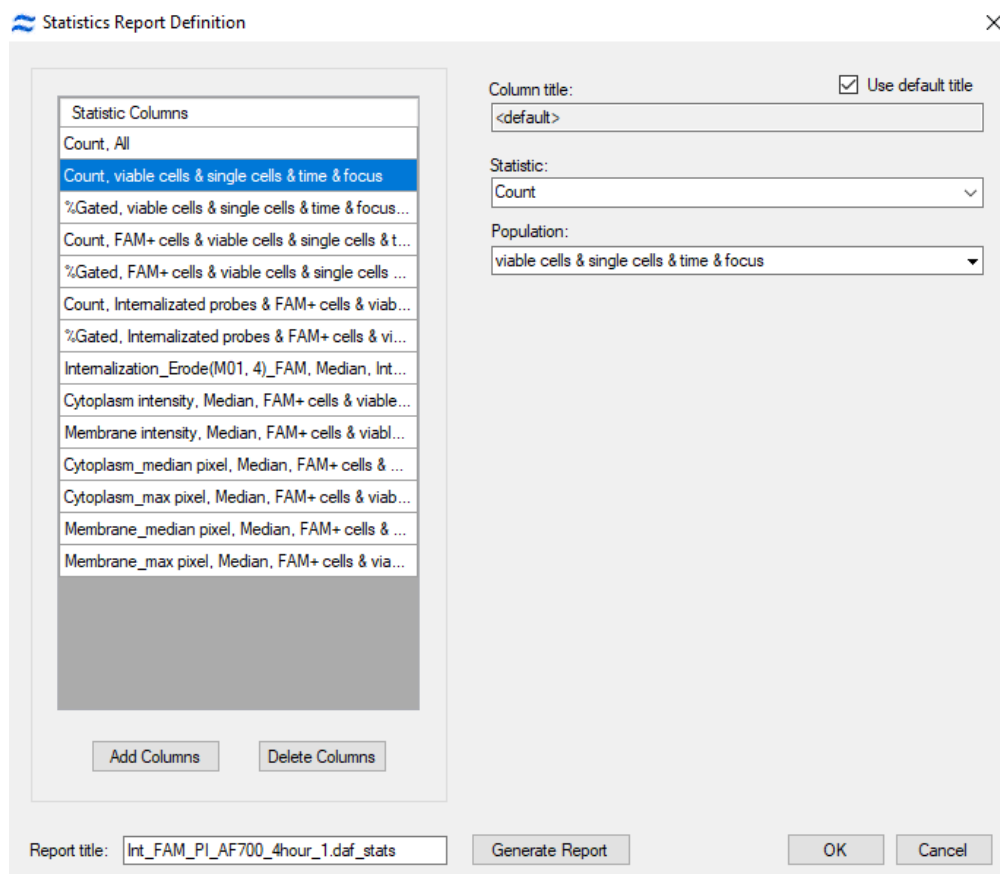 Statistics Report Definition
Statistic Columns
Count, All
Count, viable cells & single cells & time & focus
%Gated, viable cells & single cells & time & focus...
Count, FAM+ cells & viable cells & single cells & t...
%Gated, FAM+ cells & viable cells & single cells ...
Count, Internalizated probes & FAM+ cells & viab...
%Gated, Internalizated probes & FAM+ cells & vi...
Internalization_Erode(M01, 4)_FAM, Median, Int...
Cytoplasm intensity, Median, FAM+ cells & viable...
Membrane intensity, Median, FAM+ cells & viabl...
Cytoplasm_median pixel, Median, FAM+ cells & ...
Cytoplasm_max pixel, Median, FAM+ cells & viab...
Membrane_median pixel, Median, FAM+ cells & ...
Membrane_max pixel, Median, FAM+ cells & via...
Add Columns Delete Columns
Column title: Use default title
<default>
Statistic:
Count
Population:
viable cells & single cells & time & focus
Report title: Int_FAM_PI_AF700_4hour_1.daf_stats Generate Report OK Cancel